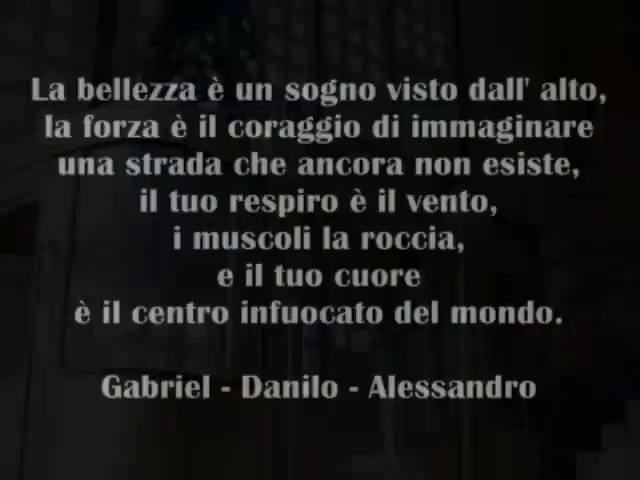 La bellezza è un sogno visto dall' alto,
la forza è il coraggio di immaginare
una strada che ancora non esiste,
il tuo respiro è il vento,
i muscoli la roccia,
e il tuo cuore
è il centro infuocato del mondo.
Gabriel - Danilo - Alessandro